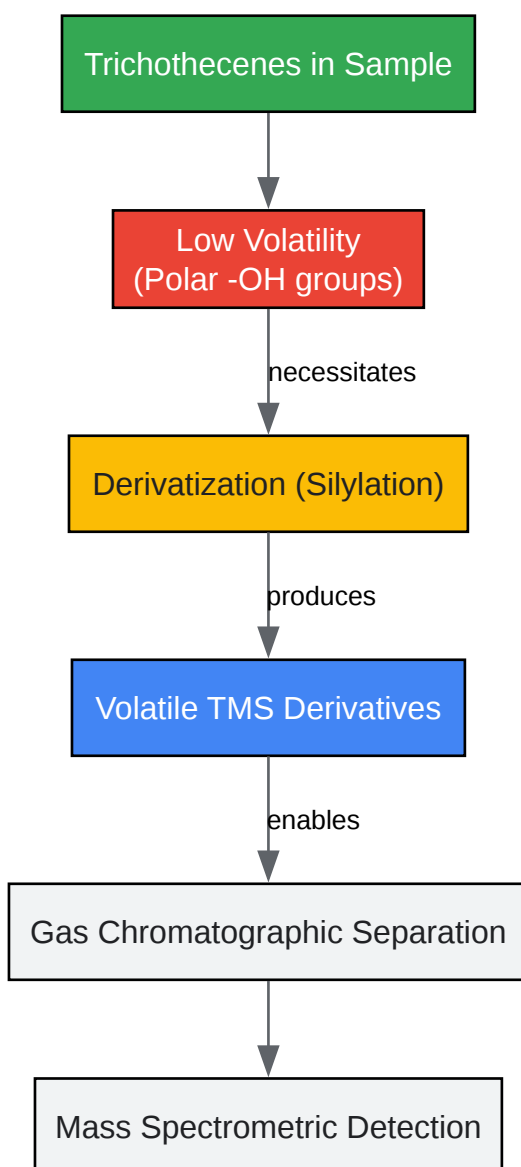 Trichothecenes in Sample
Low Volatility
(Polar -OH groups)
necessitates
Derivatization (Silylation)
produces
Volatile TMS Derivatives
enables
Gas Chromatographic Separation
Mass Spectrometric Detection